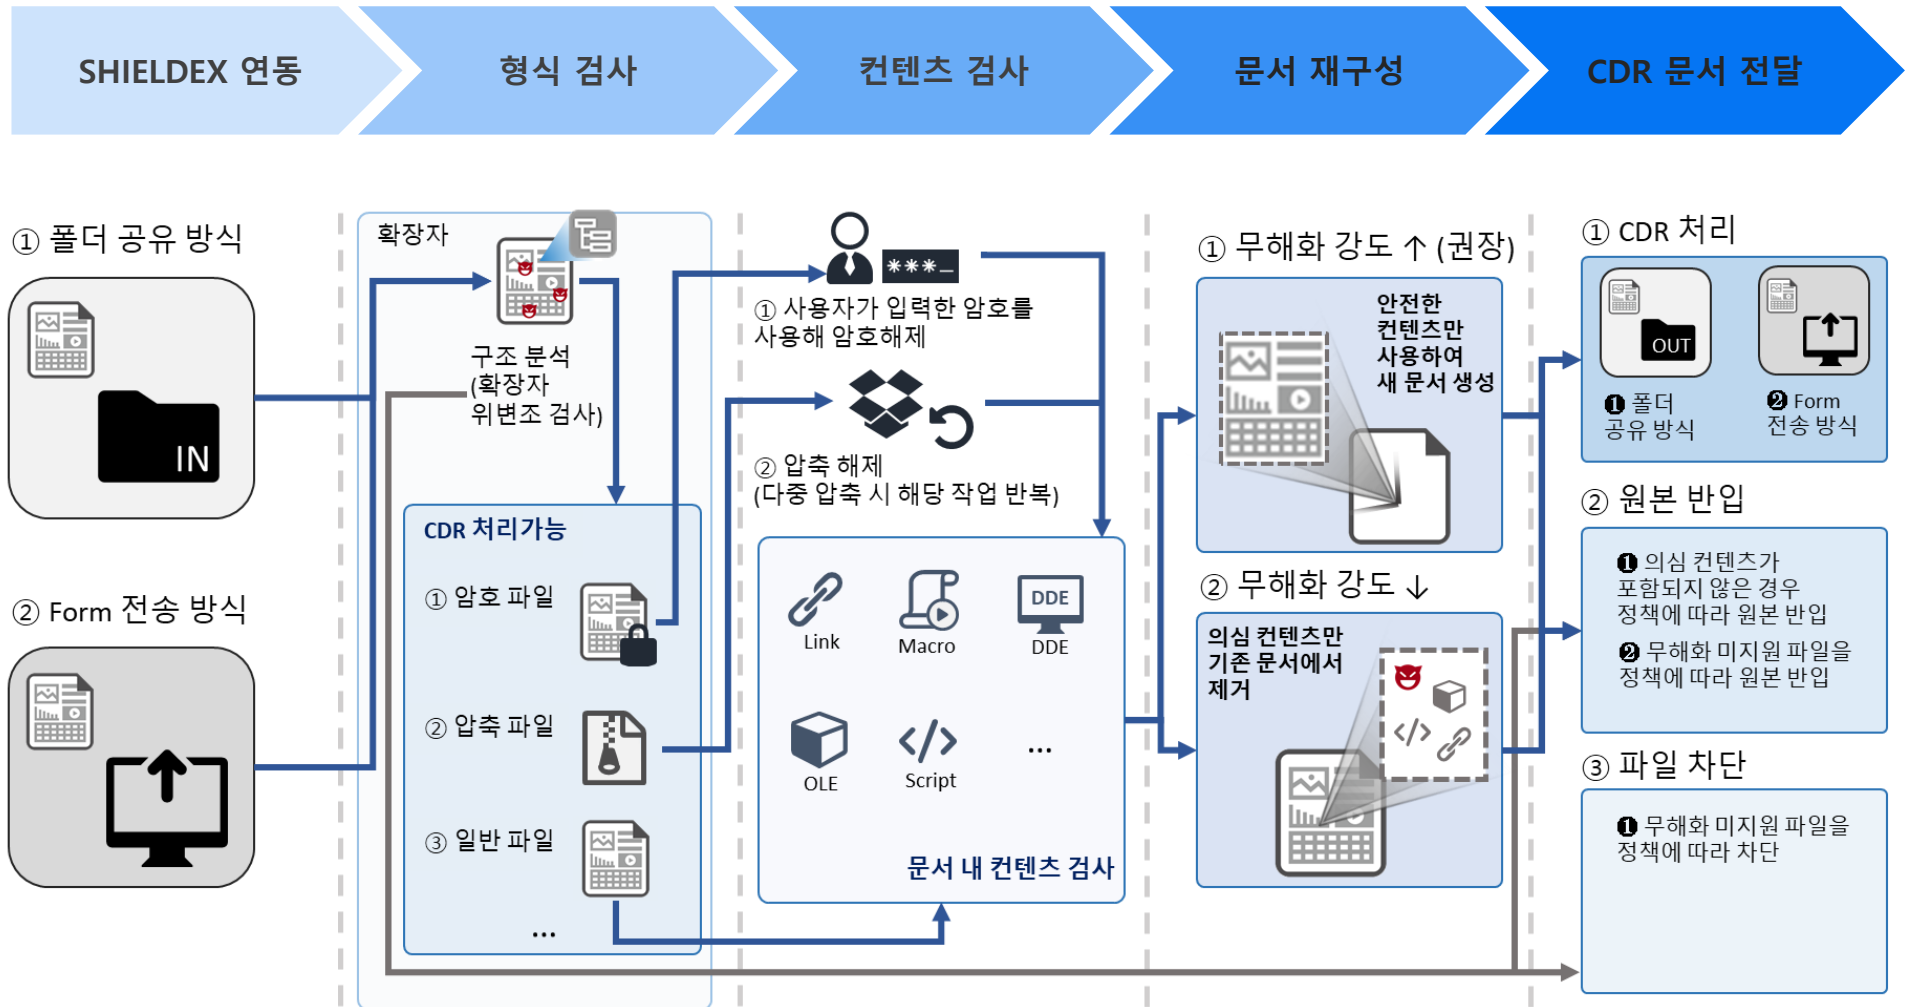 SHIELDEX 연동
형식 검사
컨텐츠 검사
문서 재구성
CDR 문서 전달
① 폴더 공유 방식
IN
② Form 전송 방식
확장자
구조 분석
(확장자
위변조 검사)
CDR 처리가능
① 암호 파일
② 압축 파일
③ 일반 파일
...
***_
① 사용자가 입력한 암호를
사용해 암호해제
② 압축 해제
(다중 압축 시 해당 작업 반복)
Link
Macro
DDE
DDE
OLE
</>
Script
...
문서 내 컨텐츠 검사
① 무해화 강도 ↑ (권장)
안전한
컨텐츠만
사용하여
새 문서 생성
② 무해화 강도 ↓
의심 컨텐츠만
기존 문서에서
제거
</>
① CDR 처리
OUT
❶ 폴더
공유 방식
❷ Form
전송 방식
② 원본 반입
❶ 의심 컨텐츠가
포함되지 않은 경우
정책에 따라 원본 반입
❷ 무해화 미지원 파일을
정책에 따라 원본 반입
③ 파일 차단
❶ 무해화 미지원 파일을
정책에 따라 차단